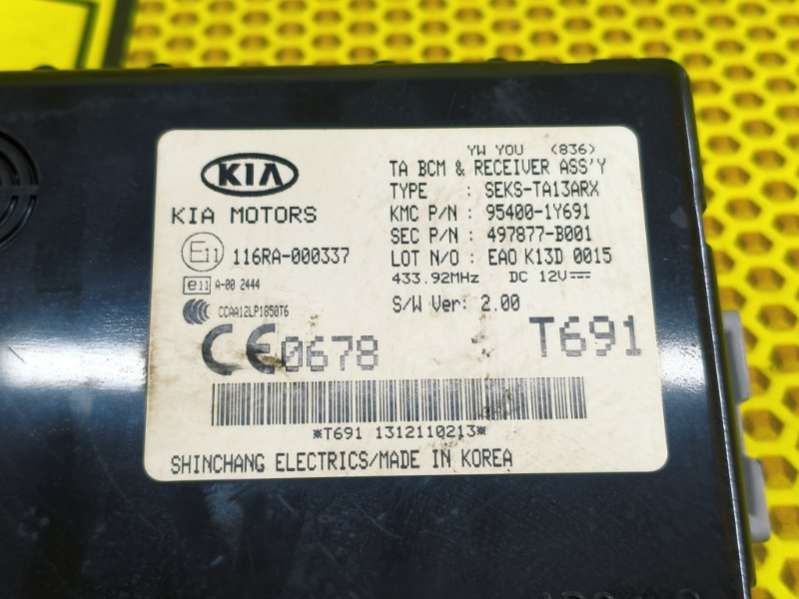 YW YOU (836)
KIA
KIA MOTORS
TA BCM & RECEIVER ASS'Y
TYPE : SEKS-TA13ARX
KMC P/N : 95400-1Y691
SEC P/N : 497877-B001
LOT N/O : EAO K13D 0015
433.92MHz DC 12V
S/W Ver: 2.00
E11 116RA-000337
e11 A-00 2444
CCAA12LP1850T6
CE0678
T691
*T691 1312110213*
SHINCHANG ELECTRICS/MADE IN KOREA